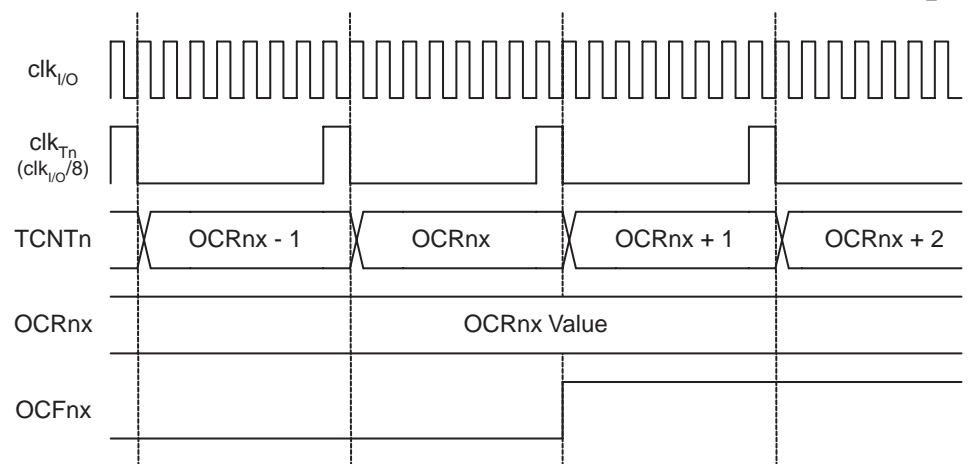 clkI/O
clkTn
(clkI/O/8)
TCNTn
OCRnx - 1
OCRnx
OCRnx + 1
OCRnx + 2
OCRnx
OCRnx Value
OCFnx